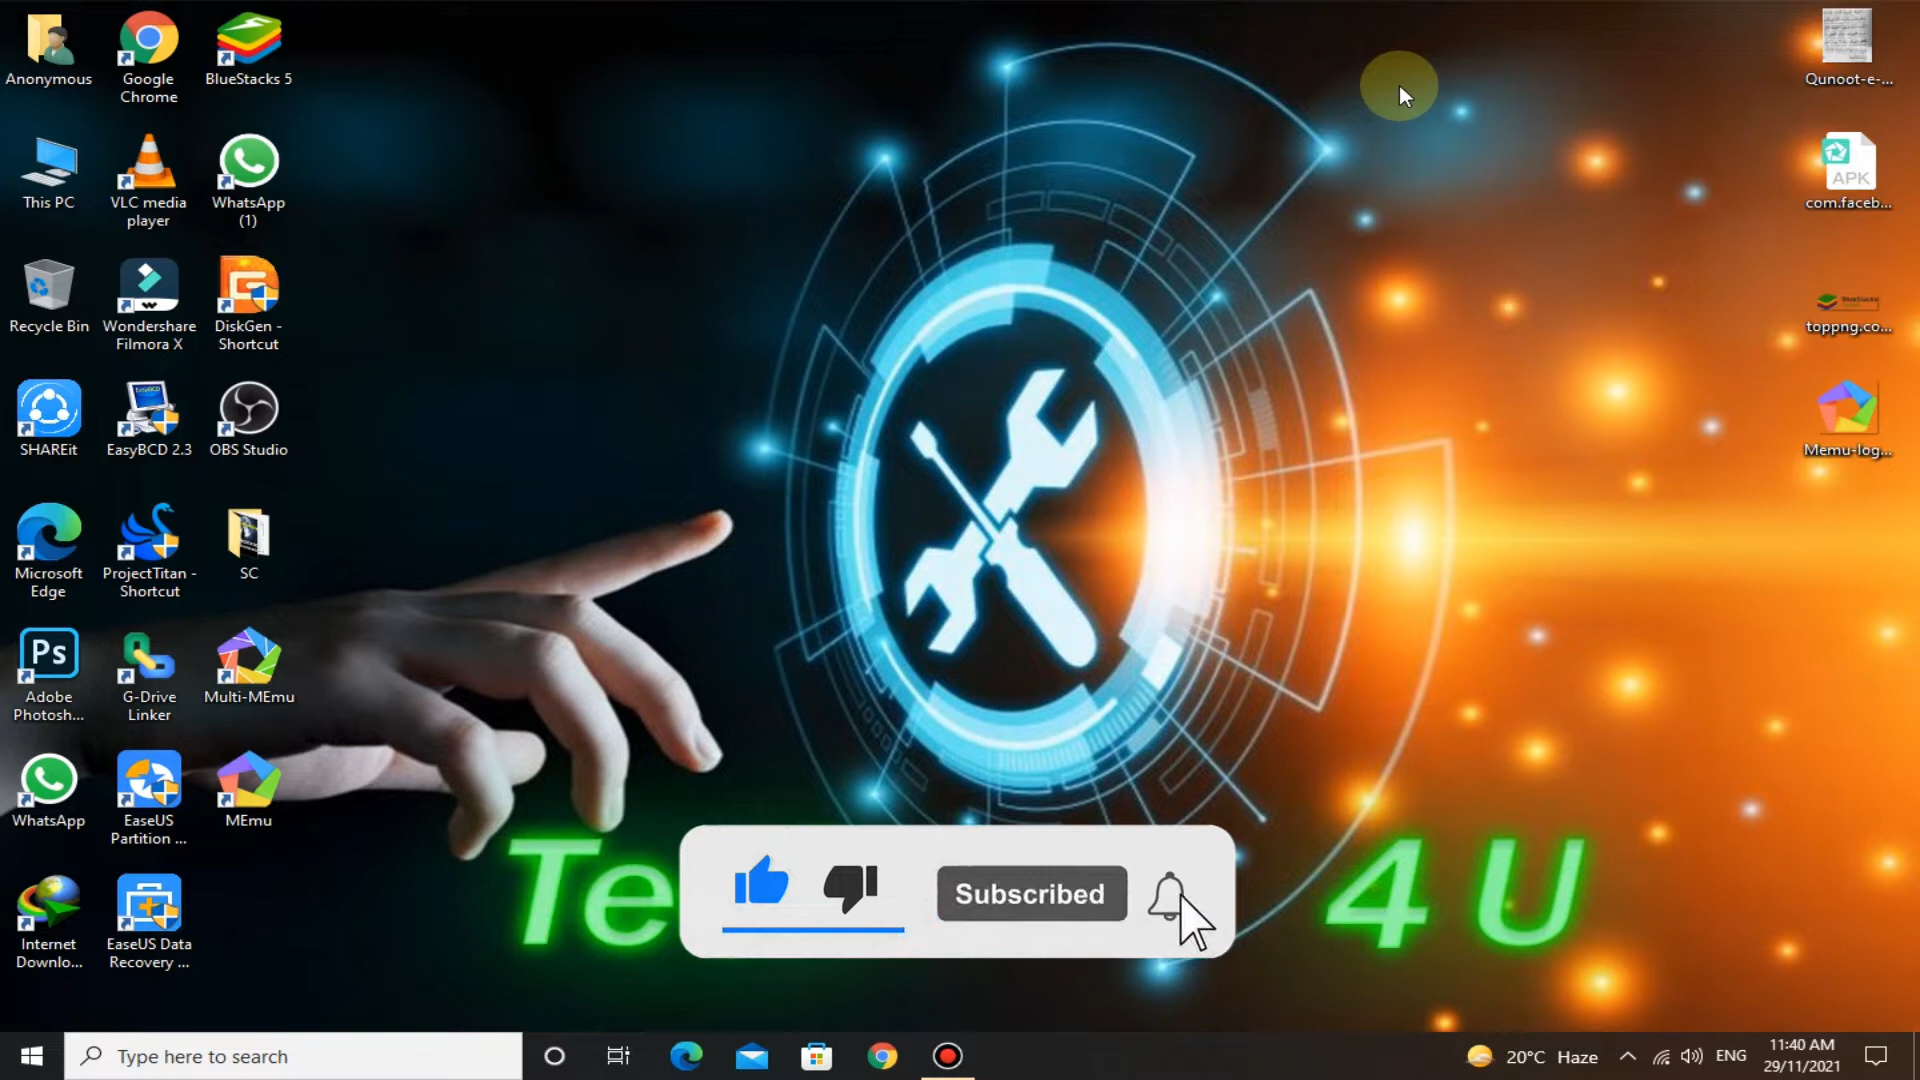 Anonymous
Google
Chrome
BlueStacks 5
This PC
VLC media
player
WhatsApp
(1)
Recycle Bin
Wondershare
Filmora X
DiskGen -
Shortcut
SHAREit
EasyBCD 2.3
OBS Studio
Microsoft
Edge
ProjectTitan -
Shortcut
SC
Ps
Adobe
Photosh...
G-Drive
Linker
Multi-MEmu
WhatsApp
EaseUS
Partition ...
MEmu
Internet
Downlo...
EaseUS Data
Recovery ...
Qunoot-e-...
APK
com.faceb...
BlueStacks
toppng.co...
Memu-log...
Te
4 U
Subscribed
Type here to search
20°C Haze
ENG
11:40 AM
29/11/2021